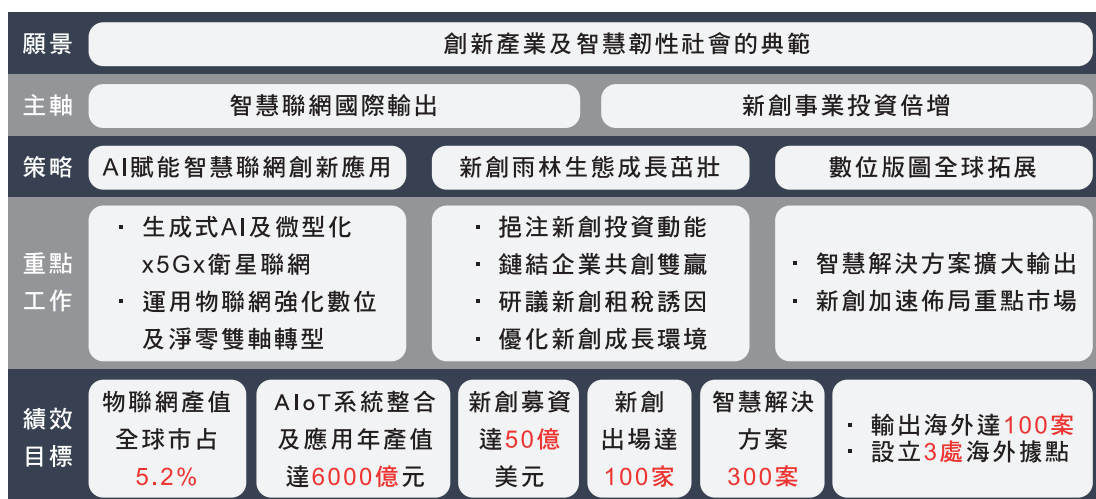 願景
創新產業及智慧韌性社會的典範
主軸
智慧聯網國際輸出
新創事業投資倍增
策略
AI賦能智慧聯網創新應用
新創雨林生態成長茁壯
數位版圖全球拓展
重點
工作
· 生成式AI及微型化
x5Gx衛星聯網
· 運用物聯網強化數位
及淨零雙軸轉型
· 挹注新創投資動能
· 鏈結企業共創雙贏
· 研議新創租稅誘因
· 優化新創成長環境
· 智慧解決方案擴大輸出
· 新創加速佈局重點市場
績效
目標
物聯網產值
全球市占
5.2%
AIoT系統整合
及應用年產值
達6000億元
新創募資
達50億
美元
新創
出場達
100家
智慧解決
方案
300案
· 輸出海外達100案
· 設立3處海外據點